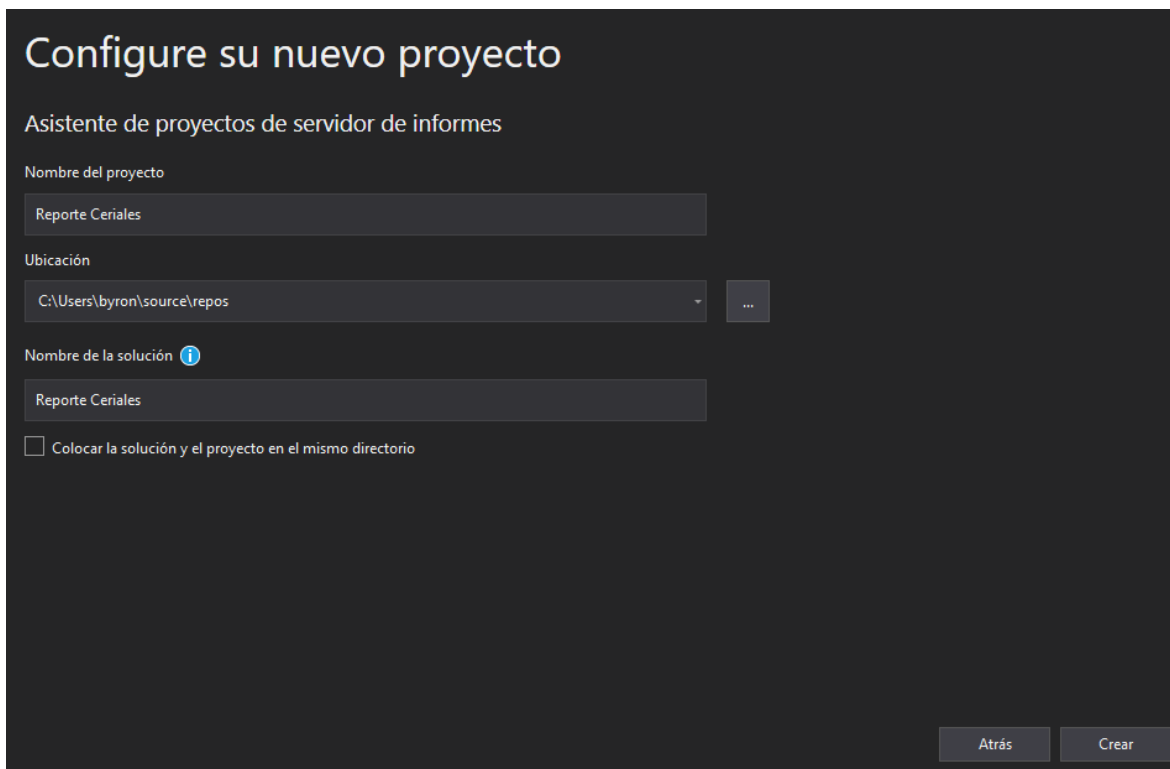 Configure su nuevo proyecto
Asistente de proyectos de servidor de informes
Nombre del proyecto
Reporte Ceriales
Ubicación
C:\Users\byron\source\repos
...
Nombre de la solución
Reporte Ceriales
Colocar la solución y el proyecto en el mismo directorio
Atrás
Crear